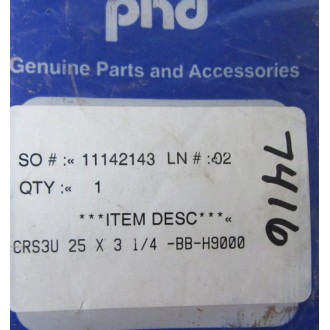 phd
Genuine Parts and Accessories
SO # :« 11142143 LN # :«02
QTY :« 1
***ITEM DESC***«
CRS3U 25 X 3 1/4 -BB-H9000
7416